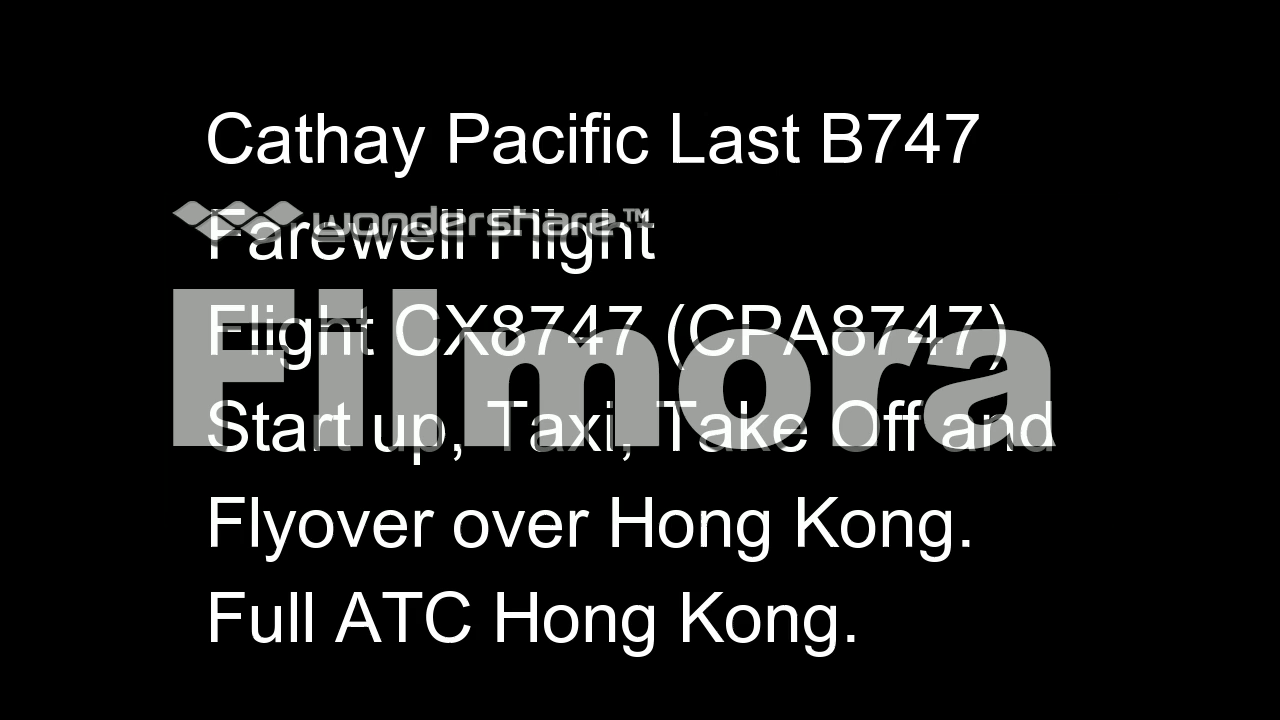 Cathay Pacific Last B747
wondershare™
Farewell Flight
Filmora
Flight CX8747 (CPA8747)
Start up, Taxi, Take Off and
Flyover over Hong Kong.
Full ATC Hong Kong.